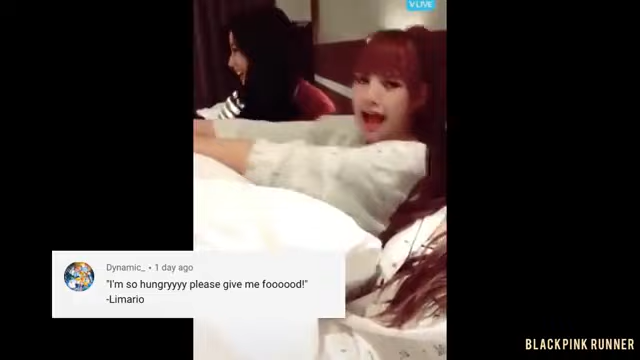 V LIVE
Dynamic_ • 1 day ago
"I'm so hungryyyy please give me foooood!"
-Limario
BLACKPINK RUNNER